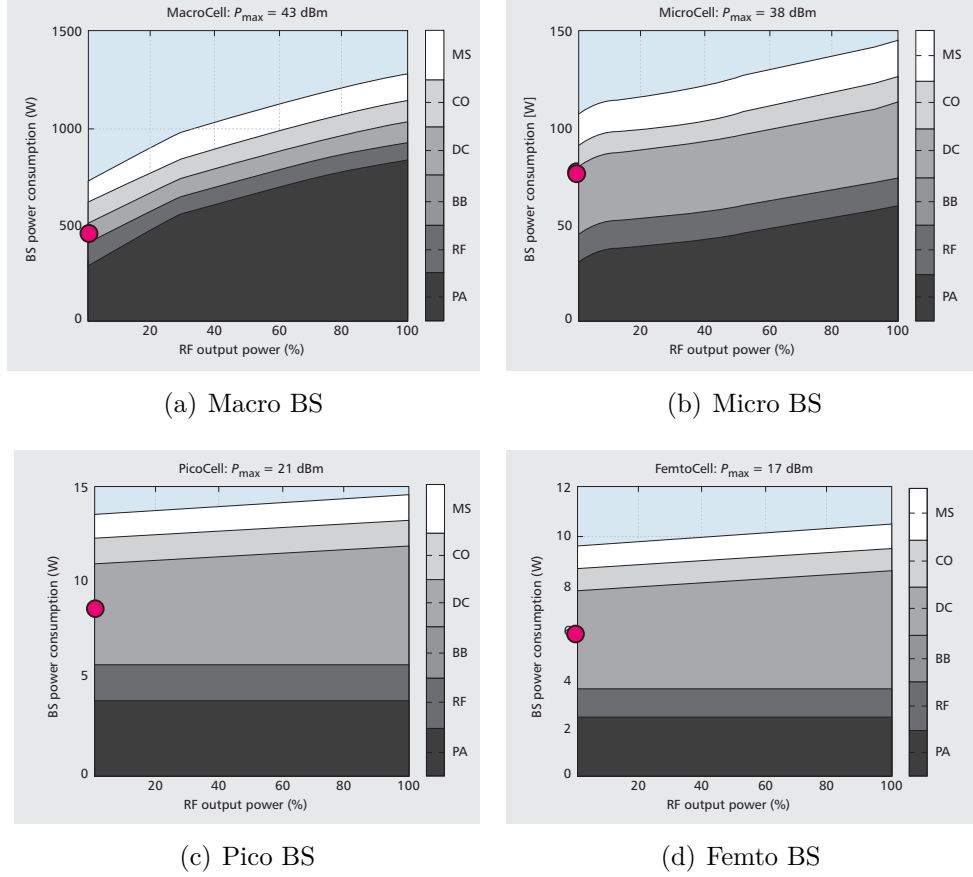 MacroCell: Pmax = 43 dBm
1500
1000
500
0
20 40 60 80 100
BS power consumption (W)
RF output power (%)
MS
CO
DC
BB
RF
PA
(a) Macro BS
MicroCell: Pmax = 38 dBm
150
100
50
0
20 40 60 80 100
BS power consumption [W]
RF output power (%)
MS
CO
DC
BB
RF
PA
(b) Micro BS
PicoCell: Pmax = 21 dBm
15
10
5
0
20 40 60 80 100
BS power consumption (W)
RF output power (%)
MS
CO
DC
BB
RF
PA
(c) Pico BS
FemtoCell: Pmax = 17 dBm
12
10
8
4
2
0
20 40 60 80 100
BS power consumption (W)
RF output power (%)
MS
CO
DC
BB
RF
PA
(d) Femto BS